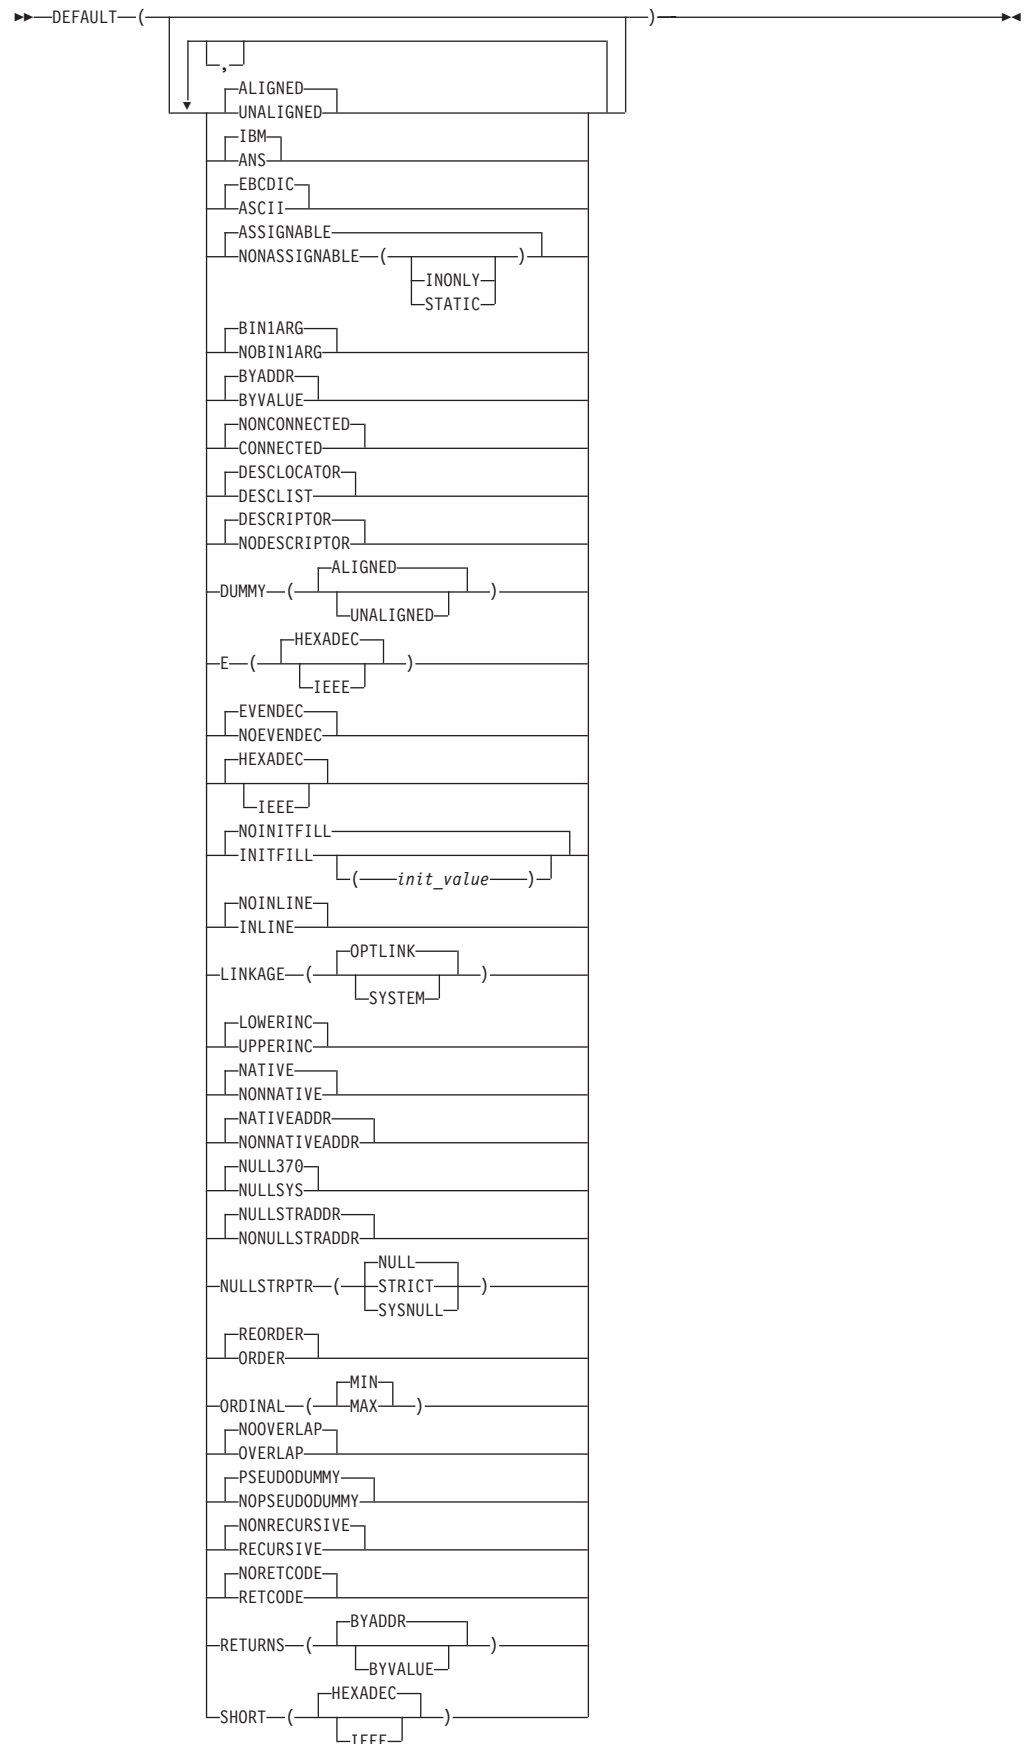 DEFAULT ( )
,
ALIGNED
UNALIGNED
IBM
ANS
EBCDIC
ASCII
ASSIGNABLE
NONASSIGNABLE ( )
INONLY
STATIC
BIN1ARG
NOBIN1ARG
BYADDR
BYVALUE
NONCONNECTED
CONNECTED
DESCLOCATOR
DESCLIST
DESCRIPTOR
NODESCRIPTOR
ALIGNED
DUMMY ( )
UNALIGNED
HEXADEC
E ( )
IEEE
EVENDEC
NOEVENDEC
HEXADEC
IEEE
NOINITFILL
INITFILL
( init_value )
NOINLINE
INLINE
OPTLINK
LINKAGE ( )
SYSTEM
LOWERINC
UPPERINC
NATIVE
NONNATIVE
NATIVEADDR
NONNATIVEADDR
NULL370
NULLSYS
NULLSTRADDR
NONULLSTRADDR
NULL
NULLSTRPTR ( STRICT )
SYSNULL
REORDER
ORDER
MIN
ORDINAL ( MAX )
NOOVERLAP
OVERLAP
PSEUDODUMMY
NOPSEUDODUMMY
NONRECURSIVE
RECURSIVE
NORETCODE
RETCODE
BYADDR
RETURNS ( )
BYVALUE
HEXADEC
SHORT ( )
IEEE